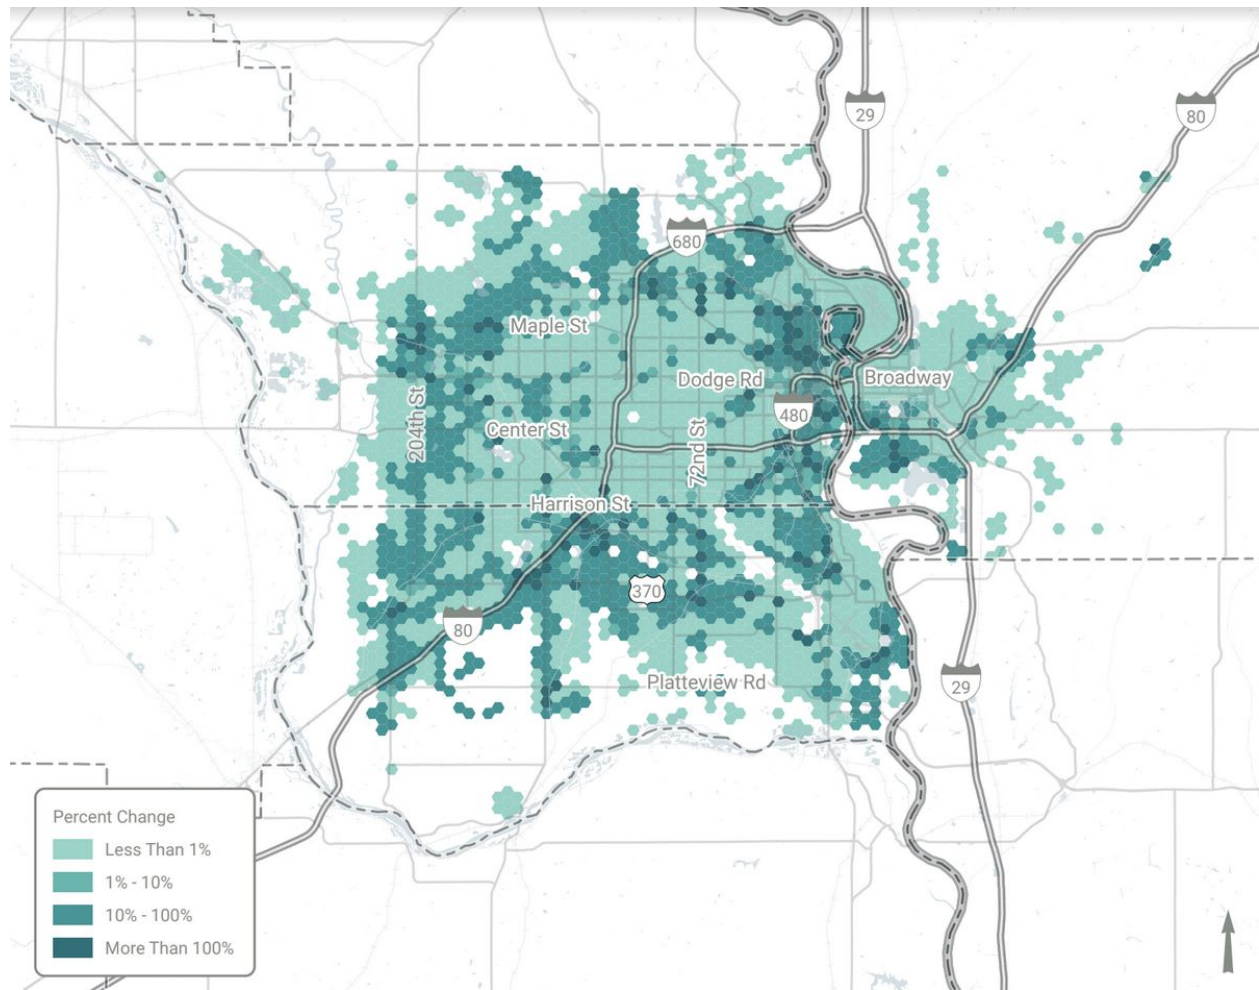 29
80
680
Maple St
Dodge Rd
Broadway
204th St
480
Center St
72nd St
Harrison St
370
80
Platteview Rd
29
Percent Change
Less Than 1%
1% - 10%
10% - 100%
More Than 100%